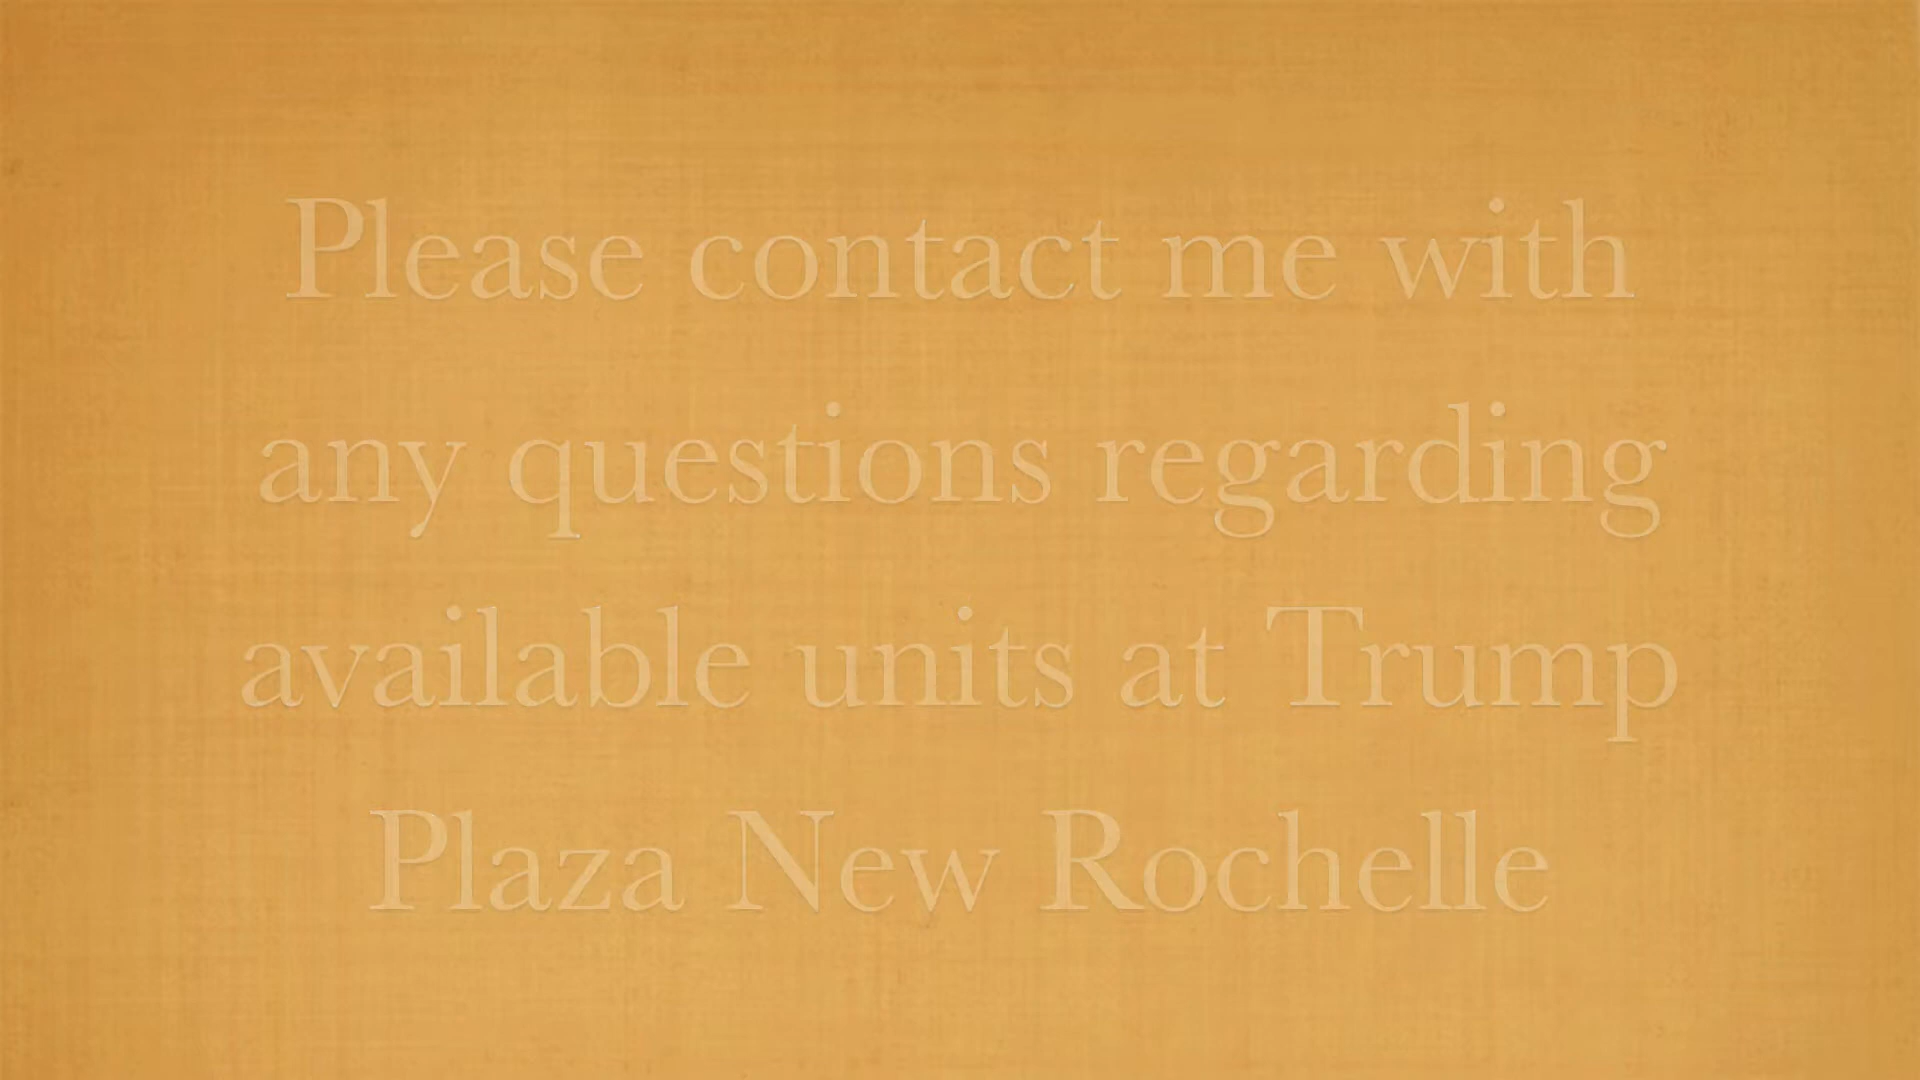 Please contact me with
any questions regarding
available units at Trump
Plaza New Rochelle